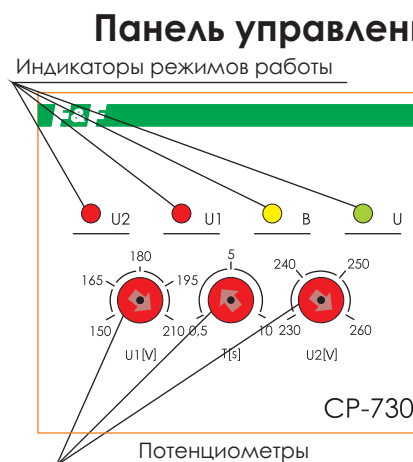 Панель управлен
Индикаторы режимов работы
F&F
U2 U1 B U
180 5 240 250
165 195
150 210 0,5 10 230 260
U1[V] T[s] U2[V]
CP-730
Потенциометры